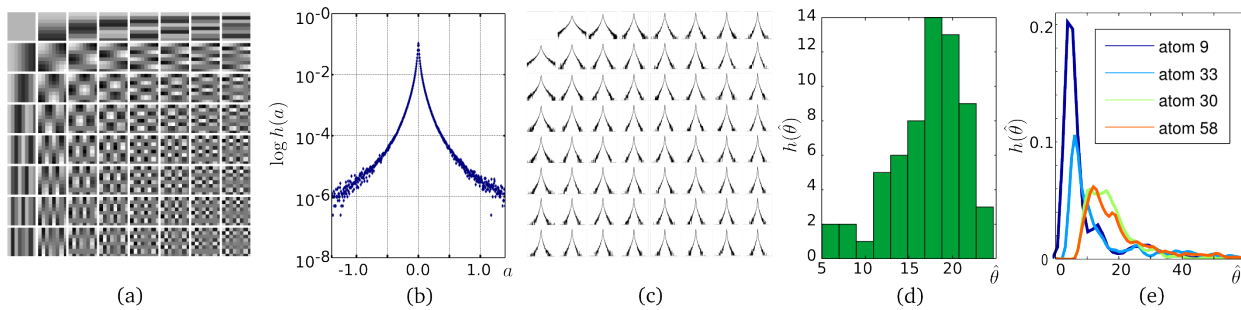 10^-0
10^-2
10^-4
10^-6
10^-8
log h(a)
−1.0
0.0
1.0
a
14
12
10
8
6
4
2
0
h(θ̂)
5
10
15
20
θ̂
0.2
0.1
0
h(θ̂)
atom 9
atom 33
atom 30
atom 58
0
20
40
θ̂
(a)
(b)
(c)
(d)
(e)